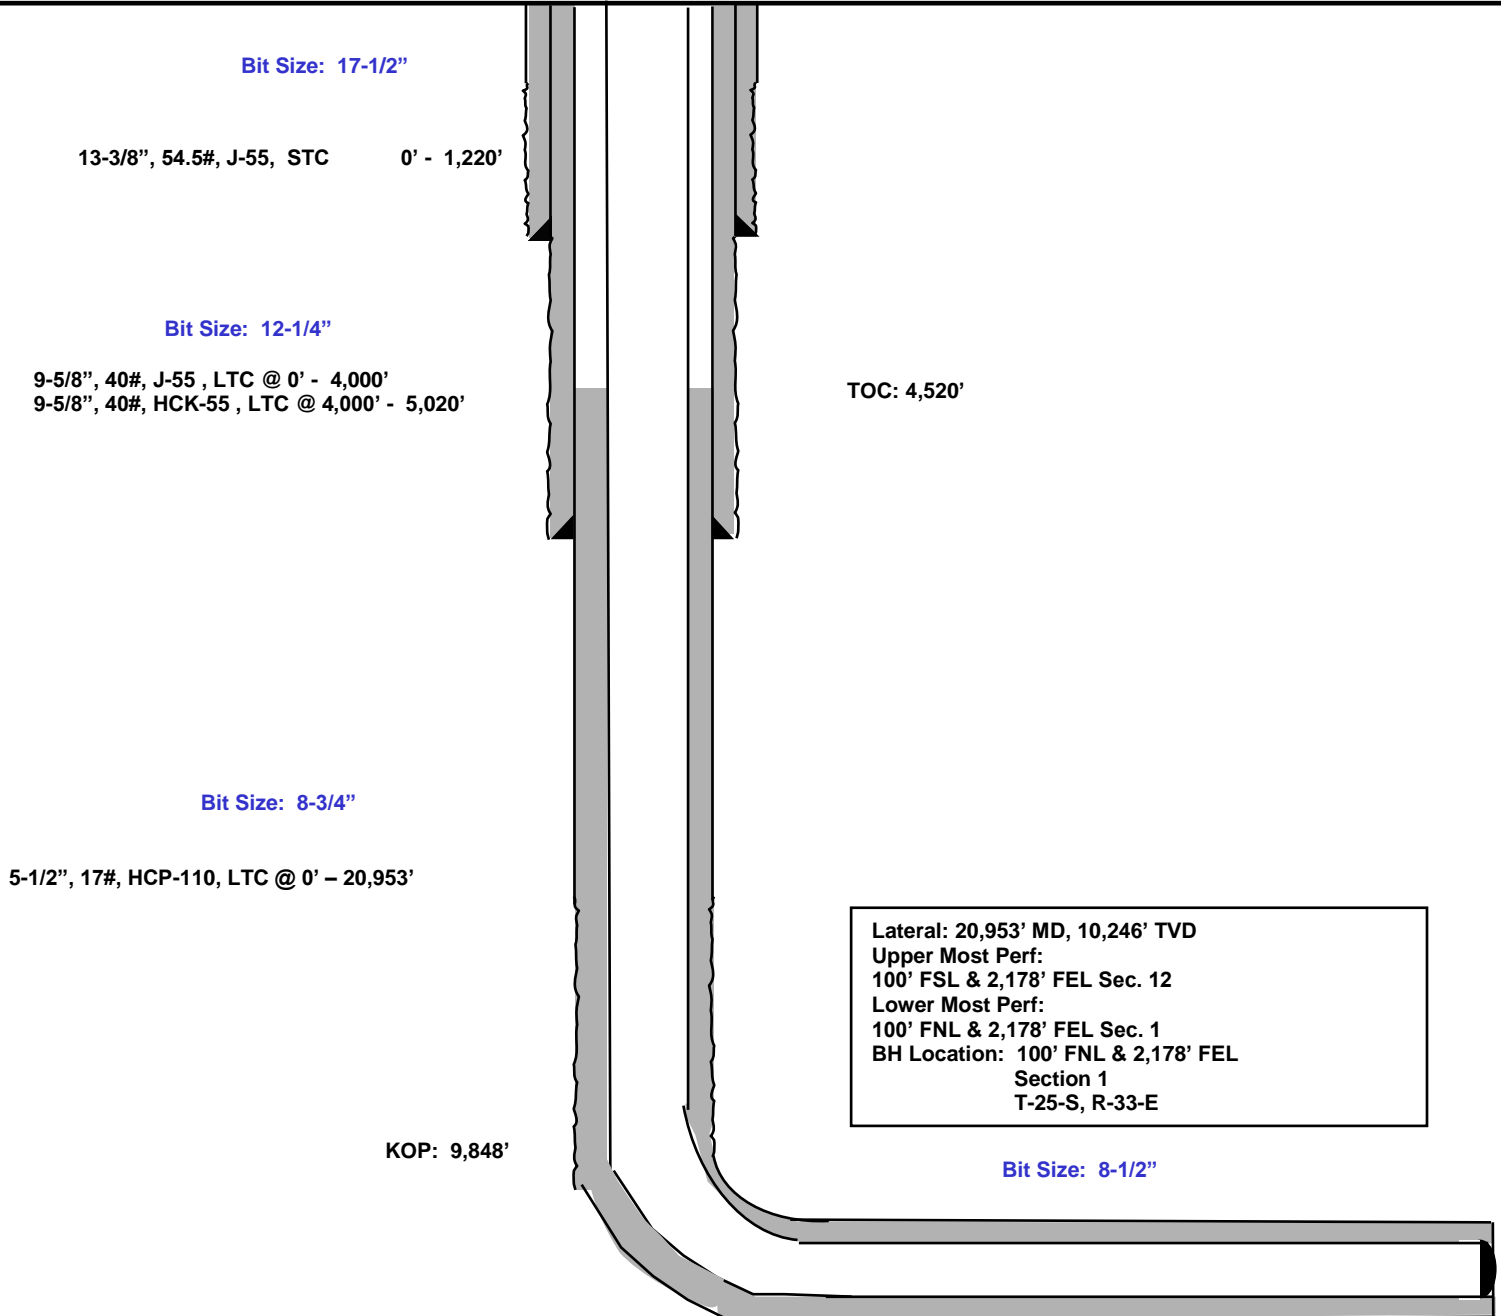 Bit Size: 17-1/2”
13-3/8”, 54.5#, J-55, STC 0’ - 1,220’
Bit Size: 12-1/4”
9-5/8”, 40#, J-55 , LTC @ 0’ - 4,000’
9-5/8”, 40#, HCK-55 , LTC @ 4,000’ - 5,020’
TOC: 4,520’
Bit Size: 8-3/4”
5-1/2”, 17#, HCP-110, LTC @ 0’ – 20,953’
Lateral: 20,953’ MD, 10,246’ TVD
Upper Most Perf:
100’ FSL & 2,178’ FEL Sec. 12
Lower Most Perf:
100’ FNL & 2,178’ FEL Sec. 1
BH Location: 100’ FNL & 2,178’ FEL
Section 1
T-25-S, R-33-E
KOP: 9,848’
Bit Size: 8-1/2”